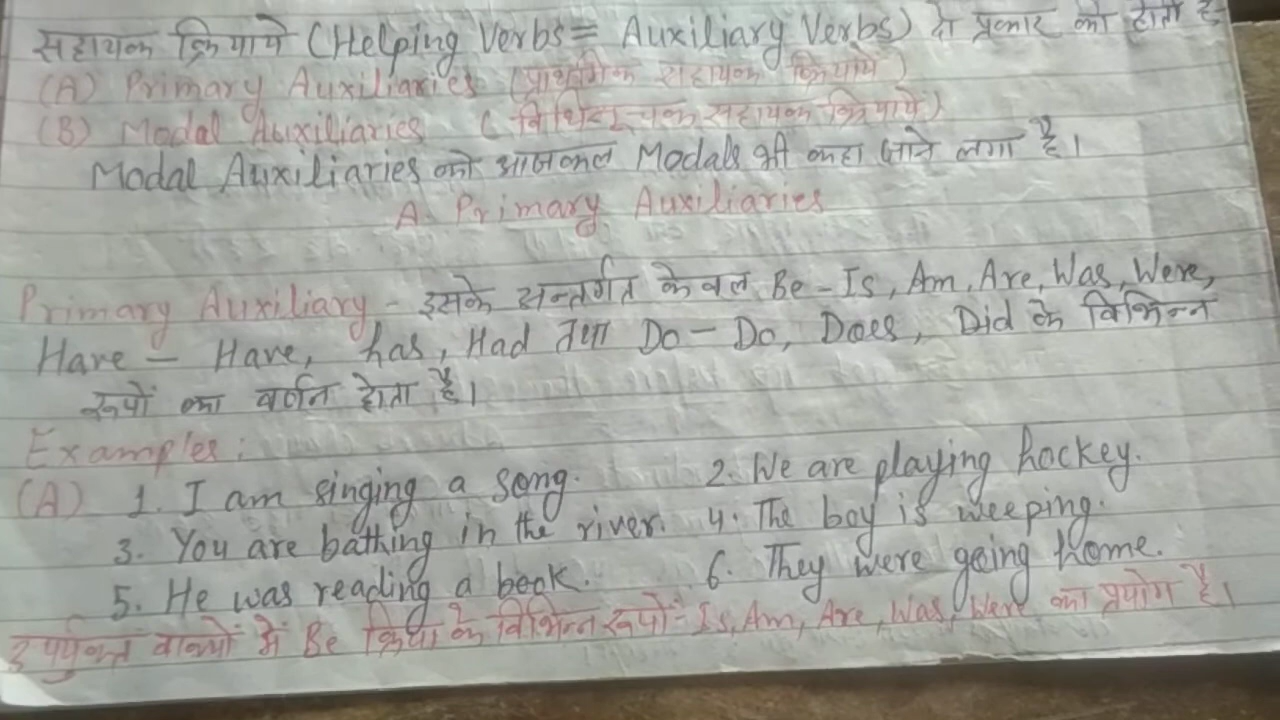 सहायक क्रियाये (Helping Verbs = Auxiliary Verbs) दो प्रकार की होती है
(A) Primary Auxiliaries (प्राथमिक सहायक क्रियाये)
(B) Modal Auxiliaries ( सहायक क्रियाये)
Modal Auxiliaries को आजकल Modals भी कहा जाने लगा है।
A. Primary Auxiliaries
Primary Auxiliary - इसके अन्तर्गत केवल Be - Is, Am, Are, Was, Were,
Have - Have, has, Had तथा Do - Do, Does, Did के विभिन्न
रूपों का वर्णन होता है।
Examples:
(A) 1. I am singing a song. 2. We are playing hockey.
3. You are bathing in the river. 4. The boy is weeping.
5. He was reading a book. 6. They were going home.
उपर्युक्त वाक्यों में Be क्रिया के विभिन्न रूपों - Is, Am, Are, Was, Were का प्रयोग है।